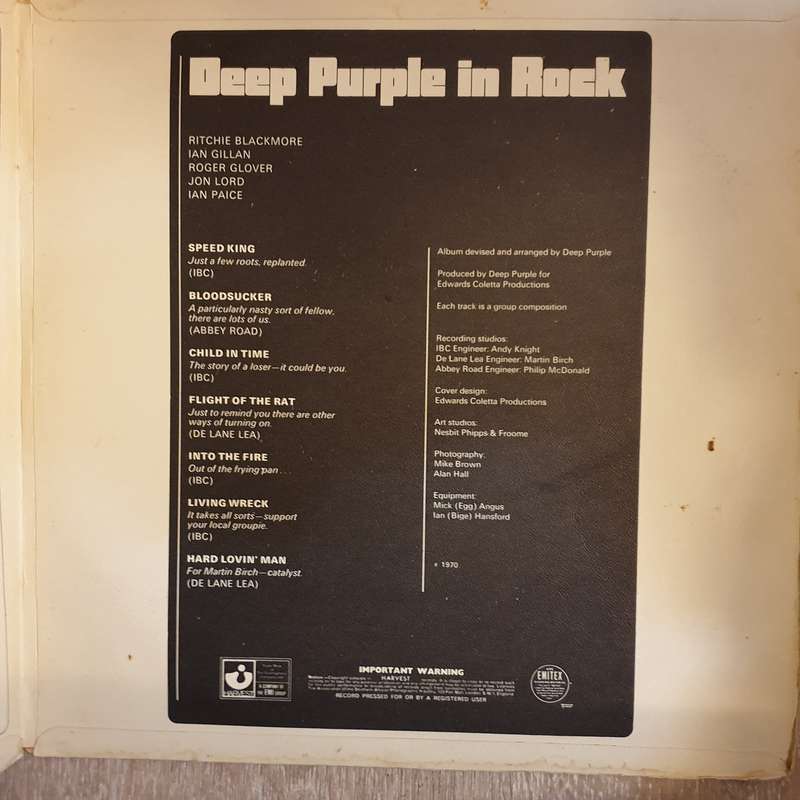 Deep Purple in Rock
RITCHIE BLACKMORE
IAN GILLAN
ROGER GLOVER
JON LORD
IAN PAICE
SPEED KING
Just a few roots, replanted.
(IBC)
BLOODSUCKER
A particularly nasty sort of fellow,
there are lots of us.
(ABBEY ROAD)
CHILD IN TIME
The story of a loser—it could be you.
(IBC)
FLIGHT OF THE RAT
Just to remind you there are other
ways of turning on.
(DE LANE LEA)
INTO THE FIRE
Out of the frying pan...
(IBC)
LIVING WRECK
It takes all sorts—support
your local groupie.
(IBC)
HARD LOVIN' MAN
For Martin Birch—catalyst.
(DE LANE LEA)
Album devised and arranged by Deep Purple
Produced by Deep Purple for
Edwards Coletta Productions
Each track is a group composition
Recording studios:
IBC Engineer: Andy Knight
De Lane Lea Engineer: Martin Birch
Abbey Road Engineer: Philip McDonald
Cover design:
Edwards Coletta Productions
Art studios:
Nesbit Phipps & Froome
Photography:
Mike Brown
Alan Hall
Equipment:
Mick (Egg) Angus
Ian (Bige) Hansford
1970
HARVEST
A COMPANY IN
THE EMI GROUP
IMPORTANT WARNING
HARVEST
RECORD PRESSED FOR OR BY A REGISTERED USER
EMITEX